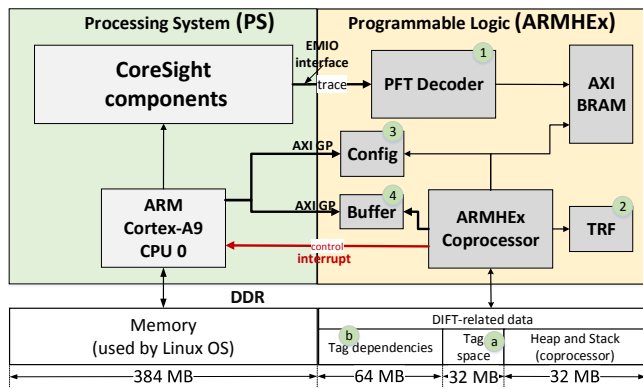 Processing System (PS)
Programmable Logic (ARMHEx)
CoreSight
components
EMIO
interface
trace
1
PFT Decoder
AXI
BRAM
3
AXI GP
Config
4
AXI GP
Buffer
ARM
Cortex-A9
CPU 0
ARMHEx
Coprocessor
2
TRF
control
interrupt
DDR
Memory
(used by Linux OS)
DIFT-related data
b
Tag dependencies
Tag
space
a
Heap and Stack
(coprocessor)
384 MB
64 MB
32 MB
32 MB